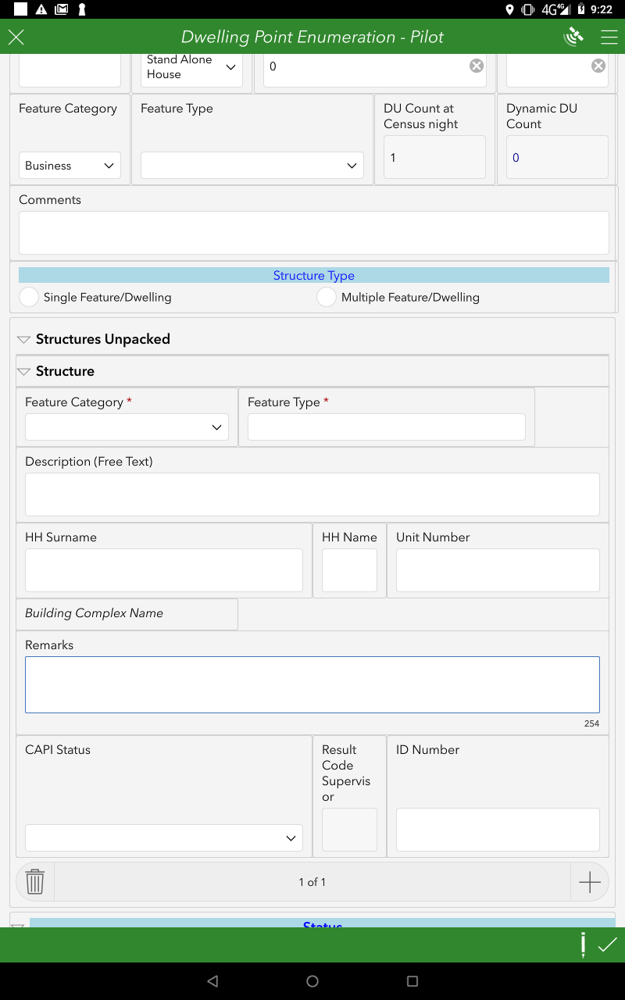 4G 4G 9:22
Dwelling Point Enumeration - Pilot
Stand Alone
House
0
Feature Category
Feature Type
DU Count at
Census night
Dynamic DU
Count
Business
1
0
Comments
Structure Type
Single Feature/Dwelling
Multiple Feature/Dwelling
Structures Unpacked
Structure
Feature Category *
Feature Type *
Description (Free Text)
HH Surname
HH Name
Unit Number
Building Complex Name
Remarks
254
CAPI Status
Result
Code
Supervis
or
ID Number
1 of 1
Status